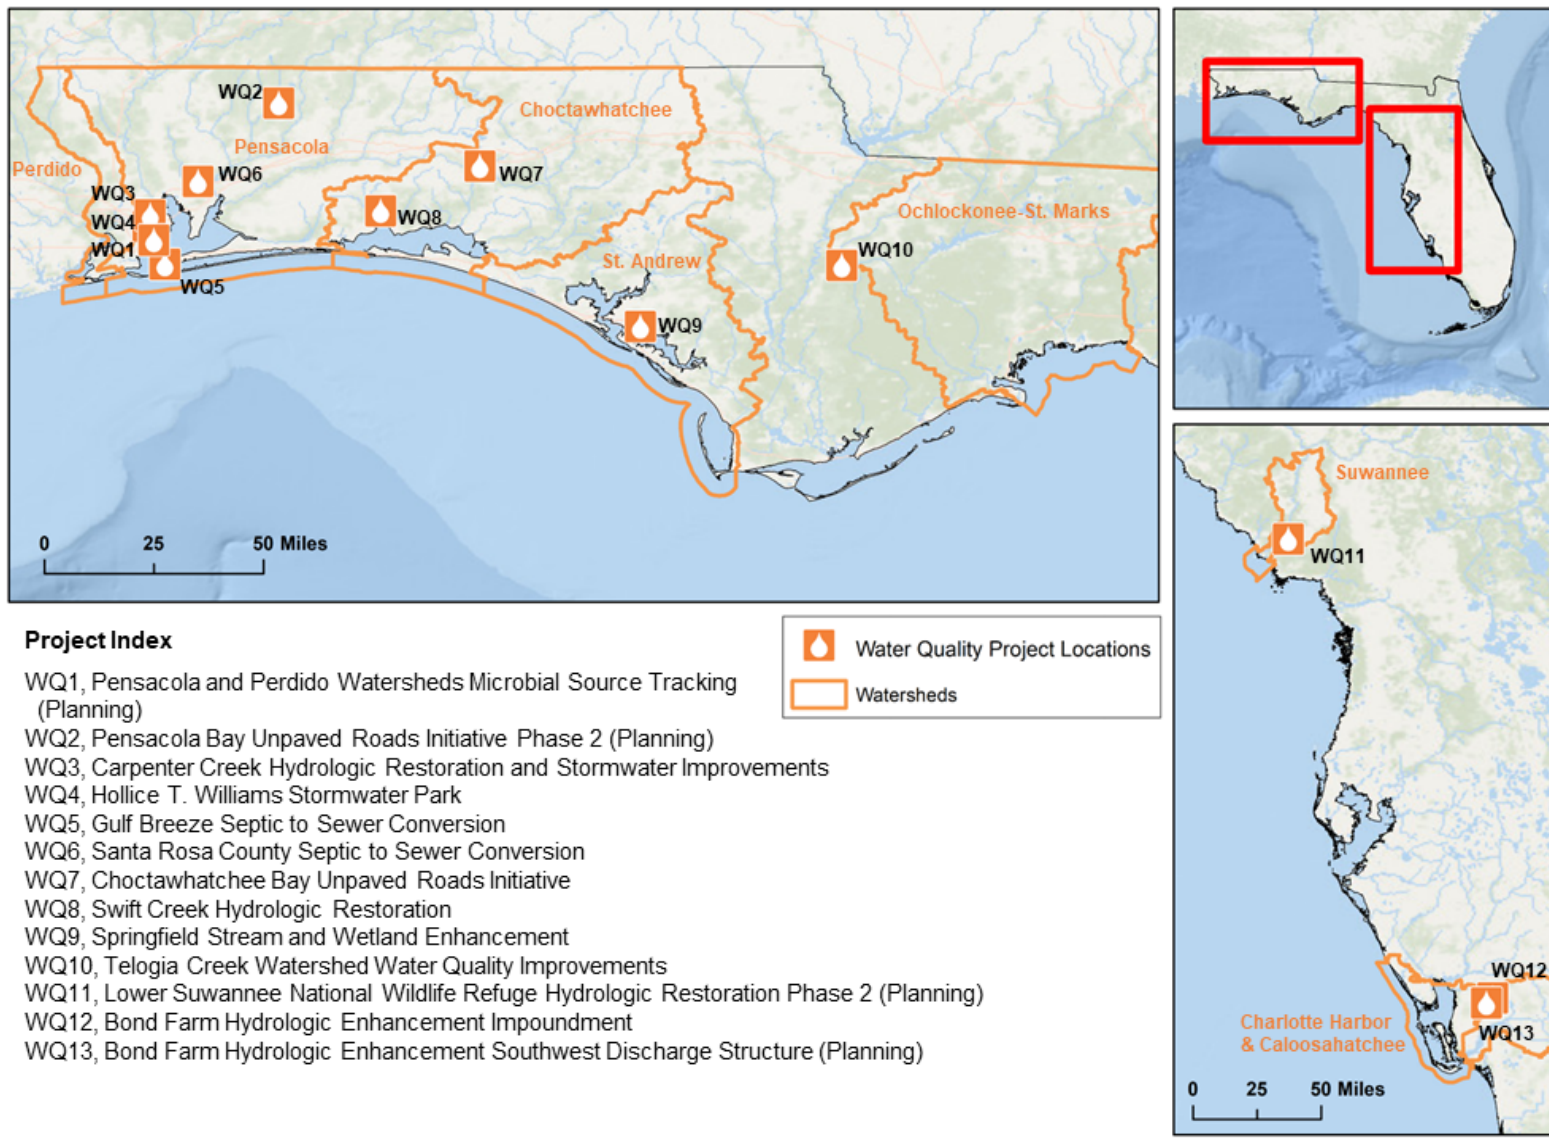 WQ2
Choctawhatchee
Pensacola
Perdido
WQ6
WQ7
WQ3
WQ8
WQ4
Ochlockonee-St. Marks
WQ1
WQ10
St. Andrew
WQ5
WQ9
0 25 50 Miles
Suwannee
WQ11
WQ12
Charlotte Harbor
& Caloosahatchee
WQ13
0 25 50 Miles
Project Index
WQ1, Pensacola and Perdido Watersheds Microbial Source Tracking
(Planning)
WQ2, Pensacola Bay Unpaved Roads Initiative Phase 2 (Planning)
WQ3, Carpenter Creek Hydrologic Restoration and Stormwater Improvements
WQ4, Hollice T. Williams Stormwater Park
WQ5, Gulf Breeze Septic to Sewer Conversion
WQ6, Santa Rosa County Septic to Sewer Conversion
WQ7, Choctawhatchee Bay Unpaved Roads Initiative
WQ8, Swift Creek Hydrologic Restoration
WQ9, Springfield Stream and Wetland Enhancement
WQ10, Telogia Creek Watershed Water Quality Improvements
WQ11, Lower Suwannee National Wildlife Refuge Hydrologic Restoration Phase 2 (Planning)
WQ12, Bond Farm Hydrologic Enhancement Impoundment
WQ13, Bond Farm Hydrologic Enhancement Southwest Discharge Structure (Planning)
Water Quality Project Locations
Watersheds